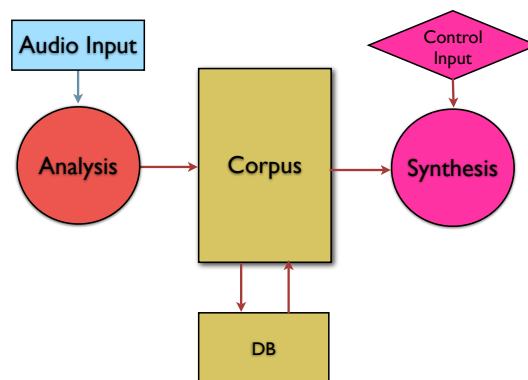 Audio Input
Control
Input
Analysis
Corpus
Synthesis
DB